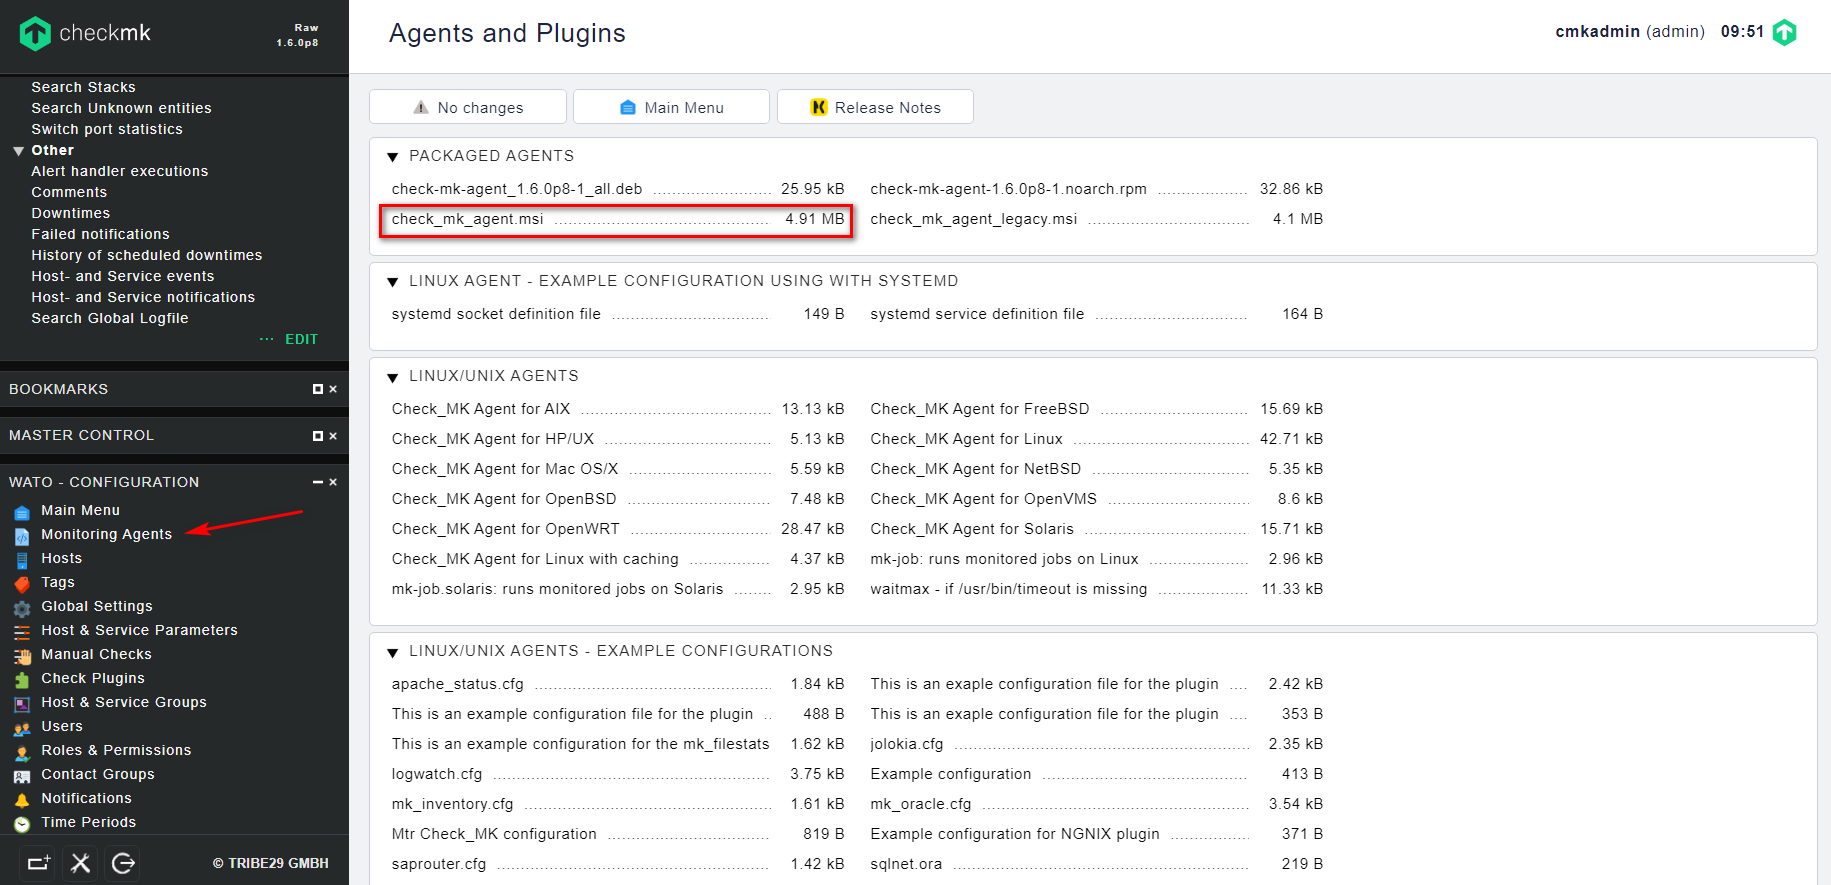 checkmk
Raw
1.6.0p8
Search Stacks
Search Unknown entities
Switch port statistics
Other
Alert handler executions
Comments
Downtimes
Failed notifications
History of scheduled downtimes
Host- and Service events
Host- and Service notifications
Search Global Logfile
... EDIT
BOOKMARKS
MASTER CONTROL
WATO - CONFIGURATION
Main Menu
Monitoring Agents
Hosts
Tags
Global Settings
Host & Service Parameters
Manual Checks
Check Plugins
Host & Service Groups
Users
Roles & Permissions
Contact Groups
Notifications
Time Periods
© TRIBE29 GMBH
Agents and Plugins
cmkadmin (admin) 09:51
No changes Main Menu Release Notes
PACKAGED AGENTS
check-mk-agent_1.6.0p8-1_all.deb 25.95 kB check-mk-agent-1.6.0p8-1.noarch.rpm 32.86 kB
check_mk_agent.msi 4.91 MB check_mk_agent_legacy.msi 4.1 MB
LINUX AGENT - EXAMPLE CONFIGURATION USING WITH SYSTEMD
systemd socket definition file 149 B systemd service definition file 164 B
LINUX/UNIX AGENTS
Check_MK Agent for AIX 13.13 kB Check_MK Agent for FreeBSD 15.69 kB
Check_MK Agent for HP/UX 5.13 kB Check_MK Agent for Linux 42.71 kB
Check_MK Agent for Mac OS/X 5.59 kB Check_MK Agent for NetBSD 5.35 kB
Check_MK Agent for OpenBSD 7.48 kB Check_MK Agent for OpenVMS 8.6 kB
Check_MK Agent for OpenWRT 28.47 kB Check_MK Agent for Solaris 15.71 kB
Check_MK Agent for Linux with caching 4.37 kB mk-job: runs monitored jobs on Linux 2.96 kB
mk-job.solaris: runs monitored jobs on Solaris 2.95 kB waitmax - if /usr/bin/timeout is missing 11.33 kB
LINUX/UNIX AGENTS - EXAMPLE CONFIGURATIONS
apache_status.cfg 1.84 kB This is an exaple configuration file for the plugin 2.42 kB
This is an example configuration file for the plugin 488 B This is an exaple configuration file for the plugin 353 B
This is an example configuration for the mk_filestats 1.62 kB jolokia.cfg 2.35 kB
logwatch.cfg 3.75 kB Example configuration 413 B
mk_inventory.cfg 1.61 kB mk_oracle.cfg 3.54 kB
Mtr Check_MK configuration 819 B Example configuration for NGNIX plugin 371 B
saprouter.cfg 1.42 kB sqlnet.ora 219 B